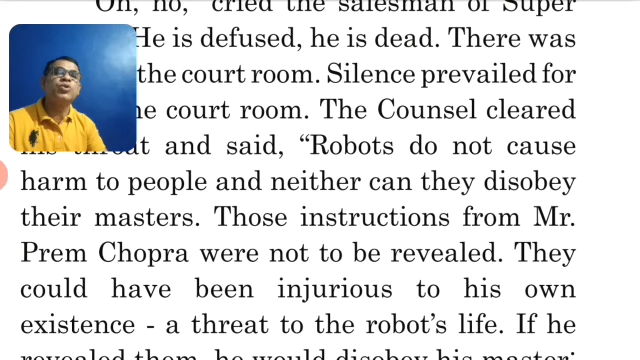 "Oh, no," cried the salesman of Super
He is defused, he is dead. There was
the court room. Silence prevailed for
he court room. The Counsel cleared
his throat and said, “Robots do not cause
harm to people and neither can they disobey
their masters. Those instructions from Mr.
Prem Chopra were not to be revealed. They
could have been injurious to his own
existence - a threat to the robot’s life. If he
revealed them, he would disobey his master;